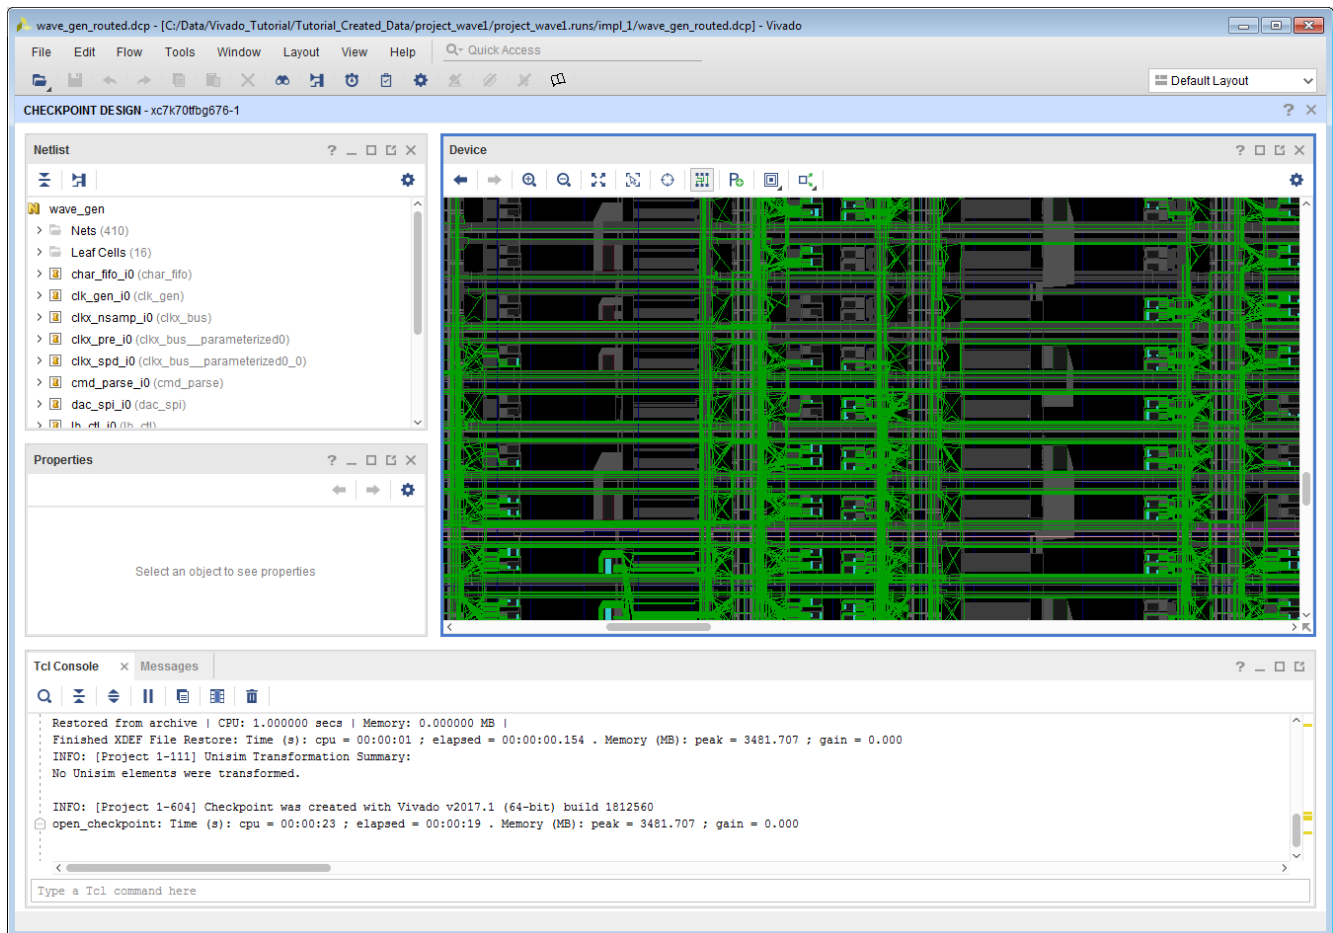 wave_gen_routed.dcp - [C:/Data/Vivado_Tutorial/Tutorial_Created_Data/project_wave1/project_wave1.runs/impl_1/wave_gen_routed.dcp] - Vivado
File Edit Flow Tools Window Layout View Help Quick Access
Default Layout
CHECKPOINT DESIGN - xc7k70tfbg676-1
Netlist
wave_gen
Nets (410)
Leaf Cells (16)
char_fifo_i0 (char_fifo)
clk_gen_i0 (clk_gen)
clkx_nsamp_i0 (clkx_bus)
clkx_pre_i0 (clkx_bus__parameterized0)
clkx_spd_i0 (clkx_bus__parameterized0_0)
cmd_parse_i0 (cmd_parse)
dac_spi_i0 (dac_spi)
lb_ctl_i0 (lb_ctl)
Properties
Select an object to see properties
Device
Tcl Console Messages
Restored from archive | CPU: 1.000000 secs | Memory: 0.000000 MB |
Finished XDEF File Restore: Time (s): cpu = 00:00:01 ; elapsed = 00:00:00.154 . Memory (MB): peak = 3481.707 ; gain = 0.000
INFO: [Project 1-111] Unisim Transformation Summary:
No Unisim elements were transformed.
INFO: [Project 1-604] Checkpoint was created with Vivado v2017.1 (64-bit) build 1812560
open_checkpoint: Time (s): cpu = 00:00:23 ; elapsed = 00:00:19 . Memory (MB): peak = 3481.707 ; gain = 0.000
Type a Tcl command here